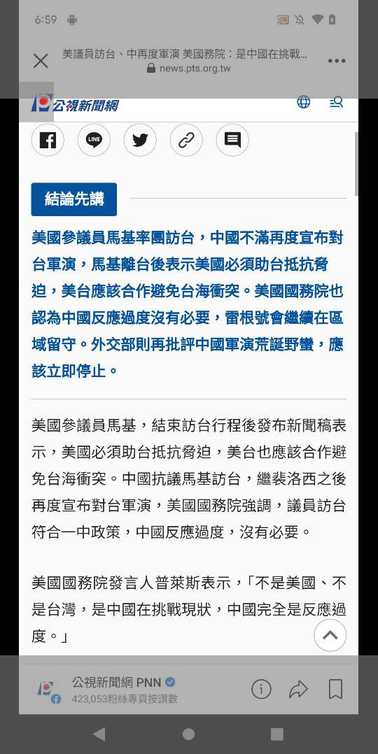 6:59
美議員訪台、中再度軍演 美國務院：是中國在挑戰...
news.pts.org.tw
公視新聞網
LINE
結論先講
美國參議員馬基率團訪台，中國不滿再度宣布對
台軍演，馬基離台後表示美國必須助台抵抗脅
迫，美台應該合作避免台海衝突。美國國務院也
認為中國反應過度沒有必要，雷根號會繼續在區
域留守。外交部則再批評中國軍演荒誕野蠻，應
該立即停止。
美國參議員馬基，結束訪台行程後發布新聞稿表
示，美國必須助台抵抗脅迫，美台也應該合作避
免台海衝突。中國抗議馬基訪台，繼裴洛西之後
再度宣布對台軍演，美國國務院強調，議員訪台
符合一中政策，中國反應過度，沒有必要。
美國國務院發言人普萊斯表示，「不是美國、不
是台灣，是中國在挑戰現狀，中國完全是反應過
度。」
公視新聞網 PNN
423,053粉絲專頁按讚數